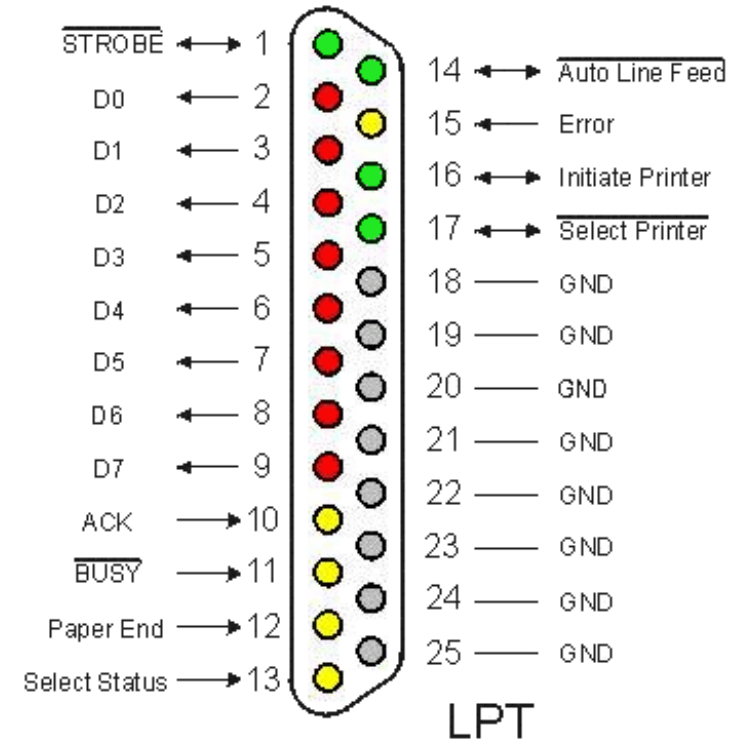 STROBE 1
D0 2
D1 3
D2 4
D3 5
D4 6
D5 7
D6 8
D7 9
ACK 10
BUSY 11
Paper End 12
Select Status 13
14 Auto Line Feed
15 Error
16 Initiate Printer
17 Select Printer
18 GND
19 GND
20 GND
21 GND
22 GND
23 GND
24 GND
25 GND
LPT